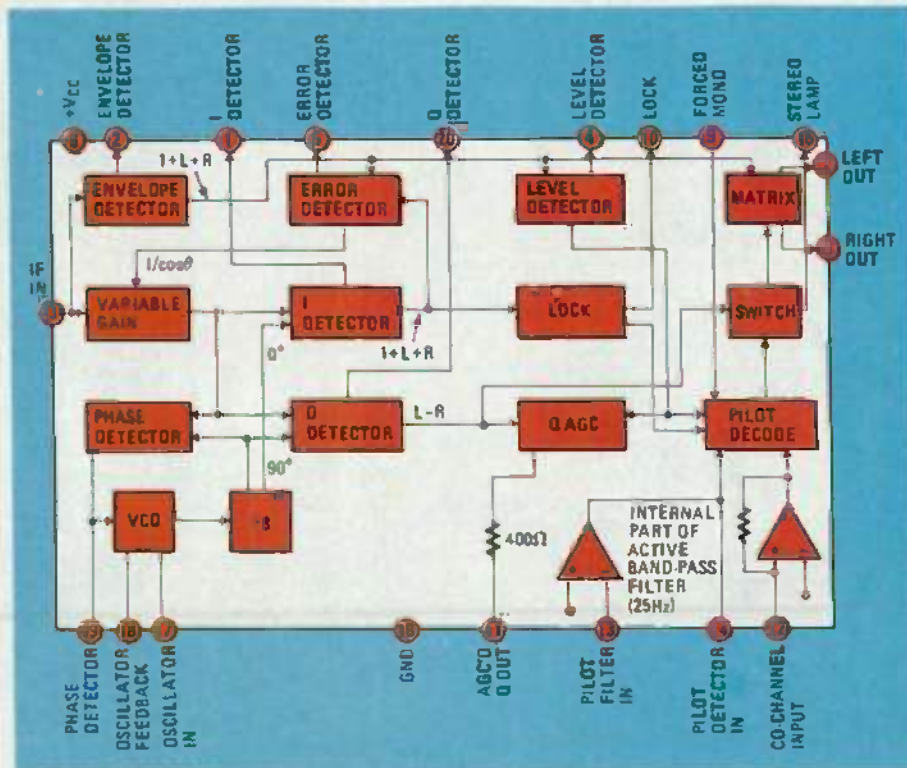 +VCC
ENVELOPE
DETECTOR
I
DETECTOR
ERROR
DETECTOR
Q
DETECTOR
LEVEL
DETECTOR
LOCK
FORCED
MONO
STEREO
LAMP
2
LEFT
OUT
RIGHT
OUT
ENVELOPE
DETECTOR
1+L+R
ERROR
DETECTOR
LEVEL
DETECTOR
MATRIX
IF
IN
1/cosθ
VARIABLE
GAIN
I
DETECTOR
0°
1+L+R
LOCK
SWITCH
PHASE
DETECTOR
Q
DETECTOR
L-R
Q AGC
PILOT
DECODE
90°
VCO
÷8
400Ω
INTERNAL
PART OF
ACTIVE
BAND-PASS
FILTER
(25Hz)
PHASE
DETECTOR
OSCILLATOR
FEEDBACK
OSCILLATOR
IN
GND
AGC'D
Q OUT
PILOT
FILTER
IN
PILOT
DETECTOR
IN
CO-CHANNEL
INPUT